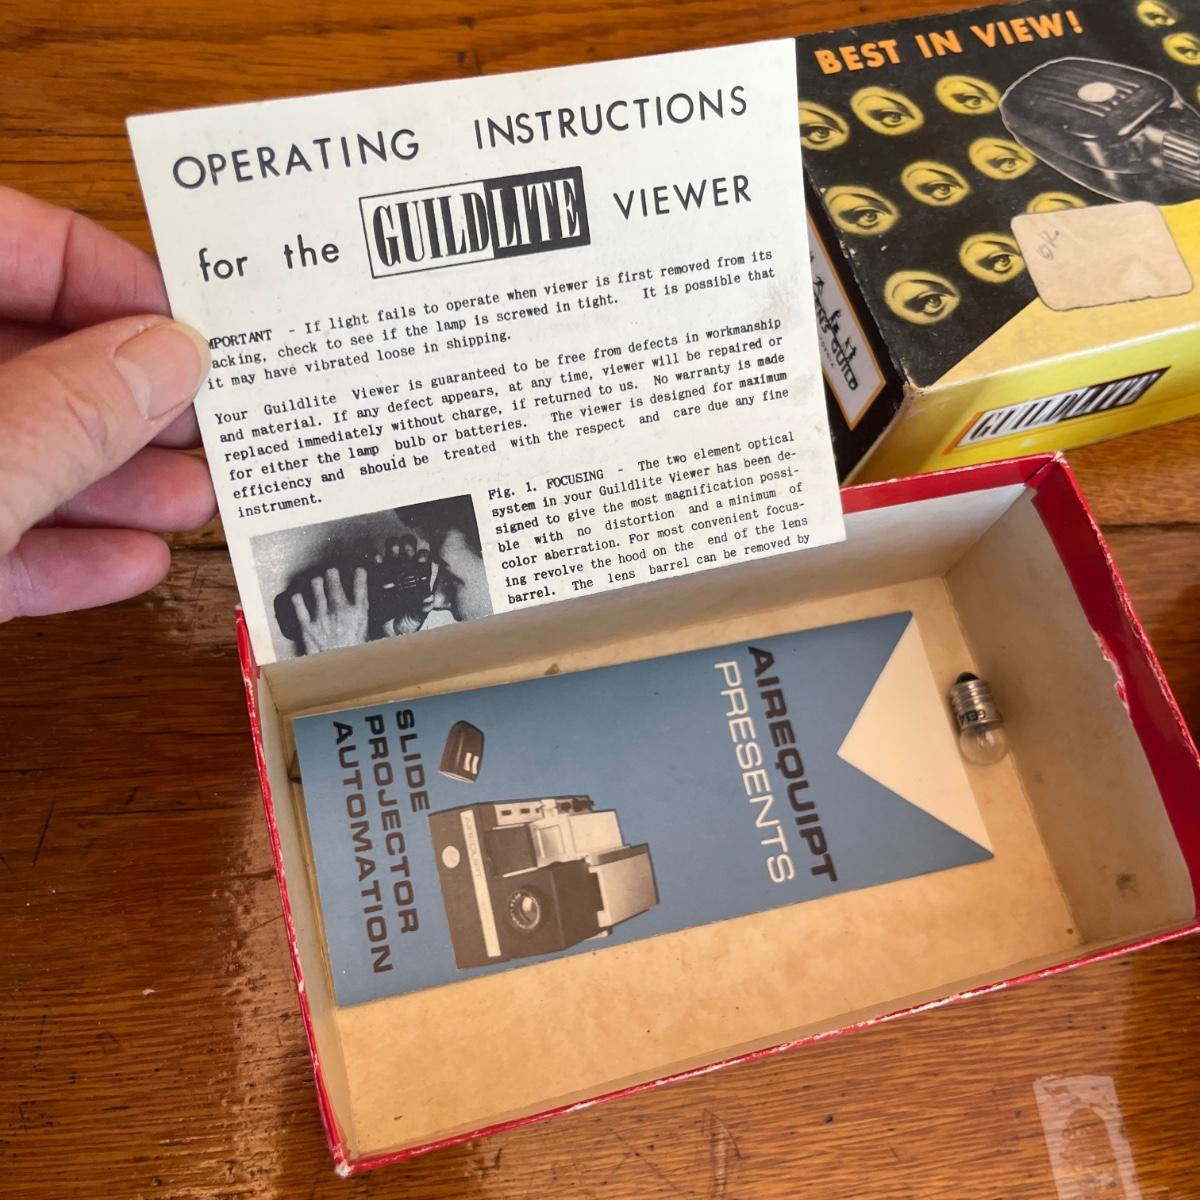 OPERATING INSTRUCTIONS
for the GUILDLITE VIEWER
MPORTANT - If light fails to operate when viewer is first removed from its
acking, check to see if the lamp is screwed in tight. It is possible that
it may have vibrated loose in shipping.
Your Guildlite Viewer is guaranteed to be free from defects in workmanship
and material. If any defect appears, at any time, viewer will be repaired or
replaced immediately without charge, if returned to us. No warranty is made
for either the lamp bulb or batteries. The viewer is designed for maximum
efficiency and should be treated with the respect and care due any fine
instrument.
Fig. 1. FOCUSING - The two element optical
system in your Guildlite Viewer has been de-
signed to give the most magnification possi-
ble with no distortion and a minimum of
color aberration. For most convenient focus-
ing revolve the hood on the end of the lens
barrel. The lens barrel can be removed by
BEST IN VIEW!
OK
GUILD
GUILDLITE
AIREQUIPT
PRESENTS
SLIDE
PROJECTOR
AUTOMATION
AIREQUIPT